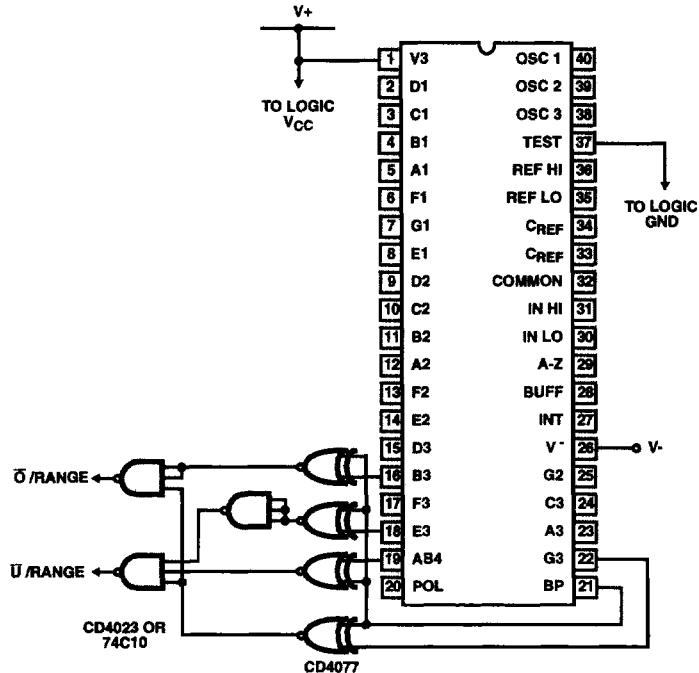 V+
TO LOGIC
VCC
1 V3 OSC 1 40
2 D1 OSC 2 39
3 C1 OSC 3 38
4 B1 TEST 37
5 A1 REF HI 36
6 F1 REF LO 35
7 G1 CREF 34
8 E1 CREF 33
9 D2 COMMON 32
10 C2 IN HI 31
11 B2 IN LO 30
12 A2 A-Z 29
13 F2 BUFF 28
14 E2 INT 27
15 D3 V- 26 V-
16 B3 G2 25
17 F3 C3 24
18 E3 A3 23
19 AB4 G3 22
20 POL BP 21
TO LOGIC
GND
O̅ /RANGE
U̅ /RANGE
CD4023 OR
74C10
CD4077